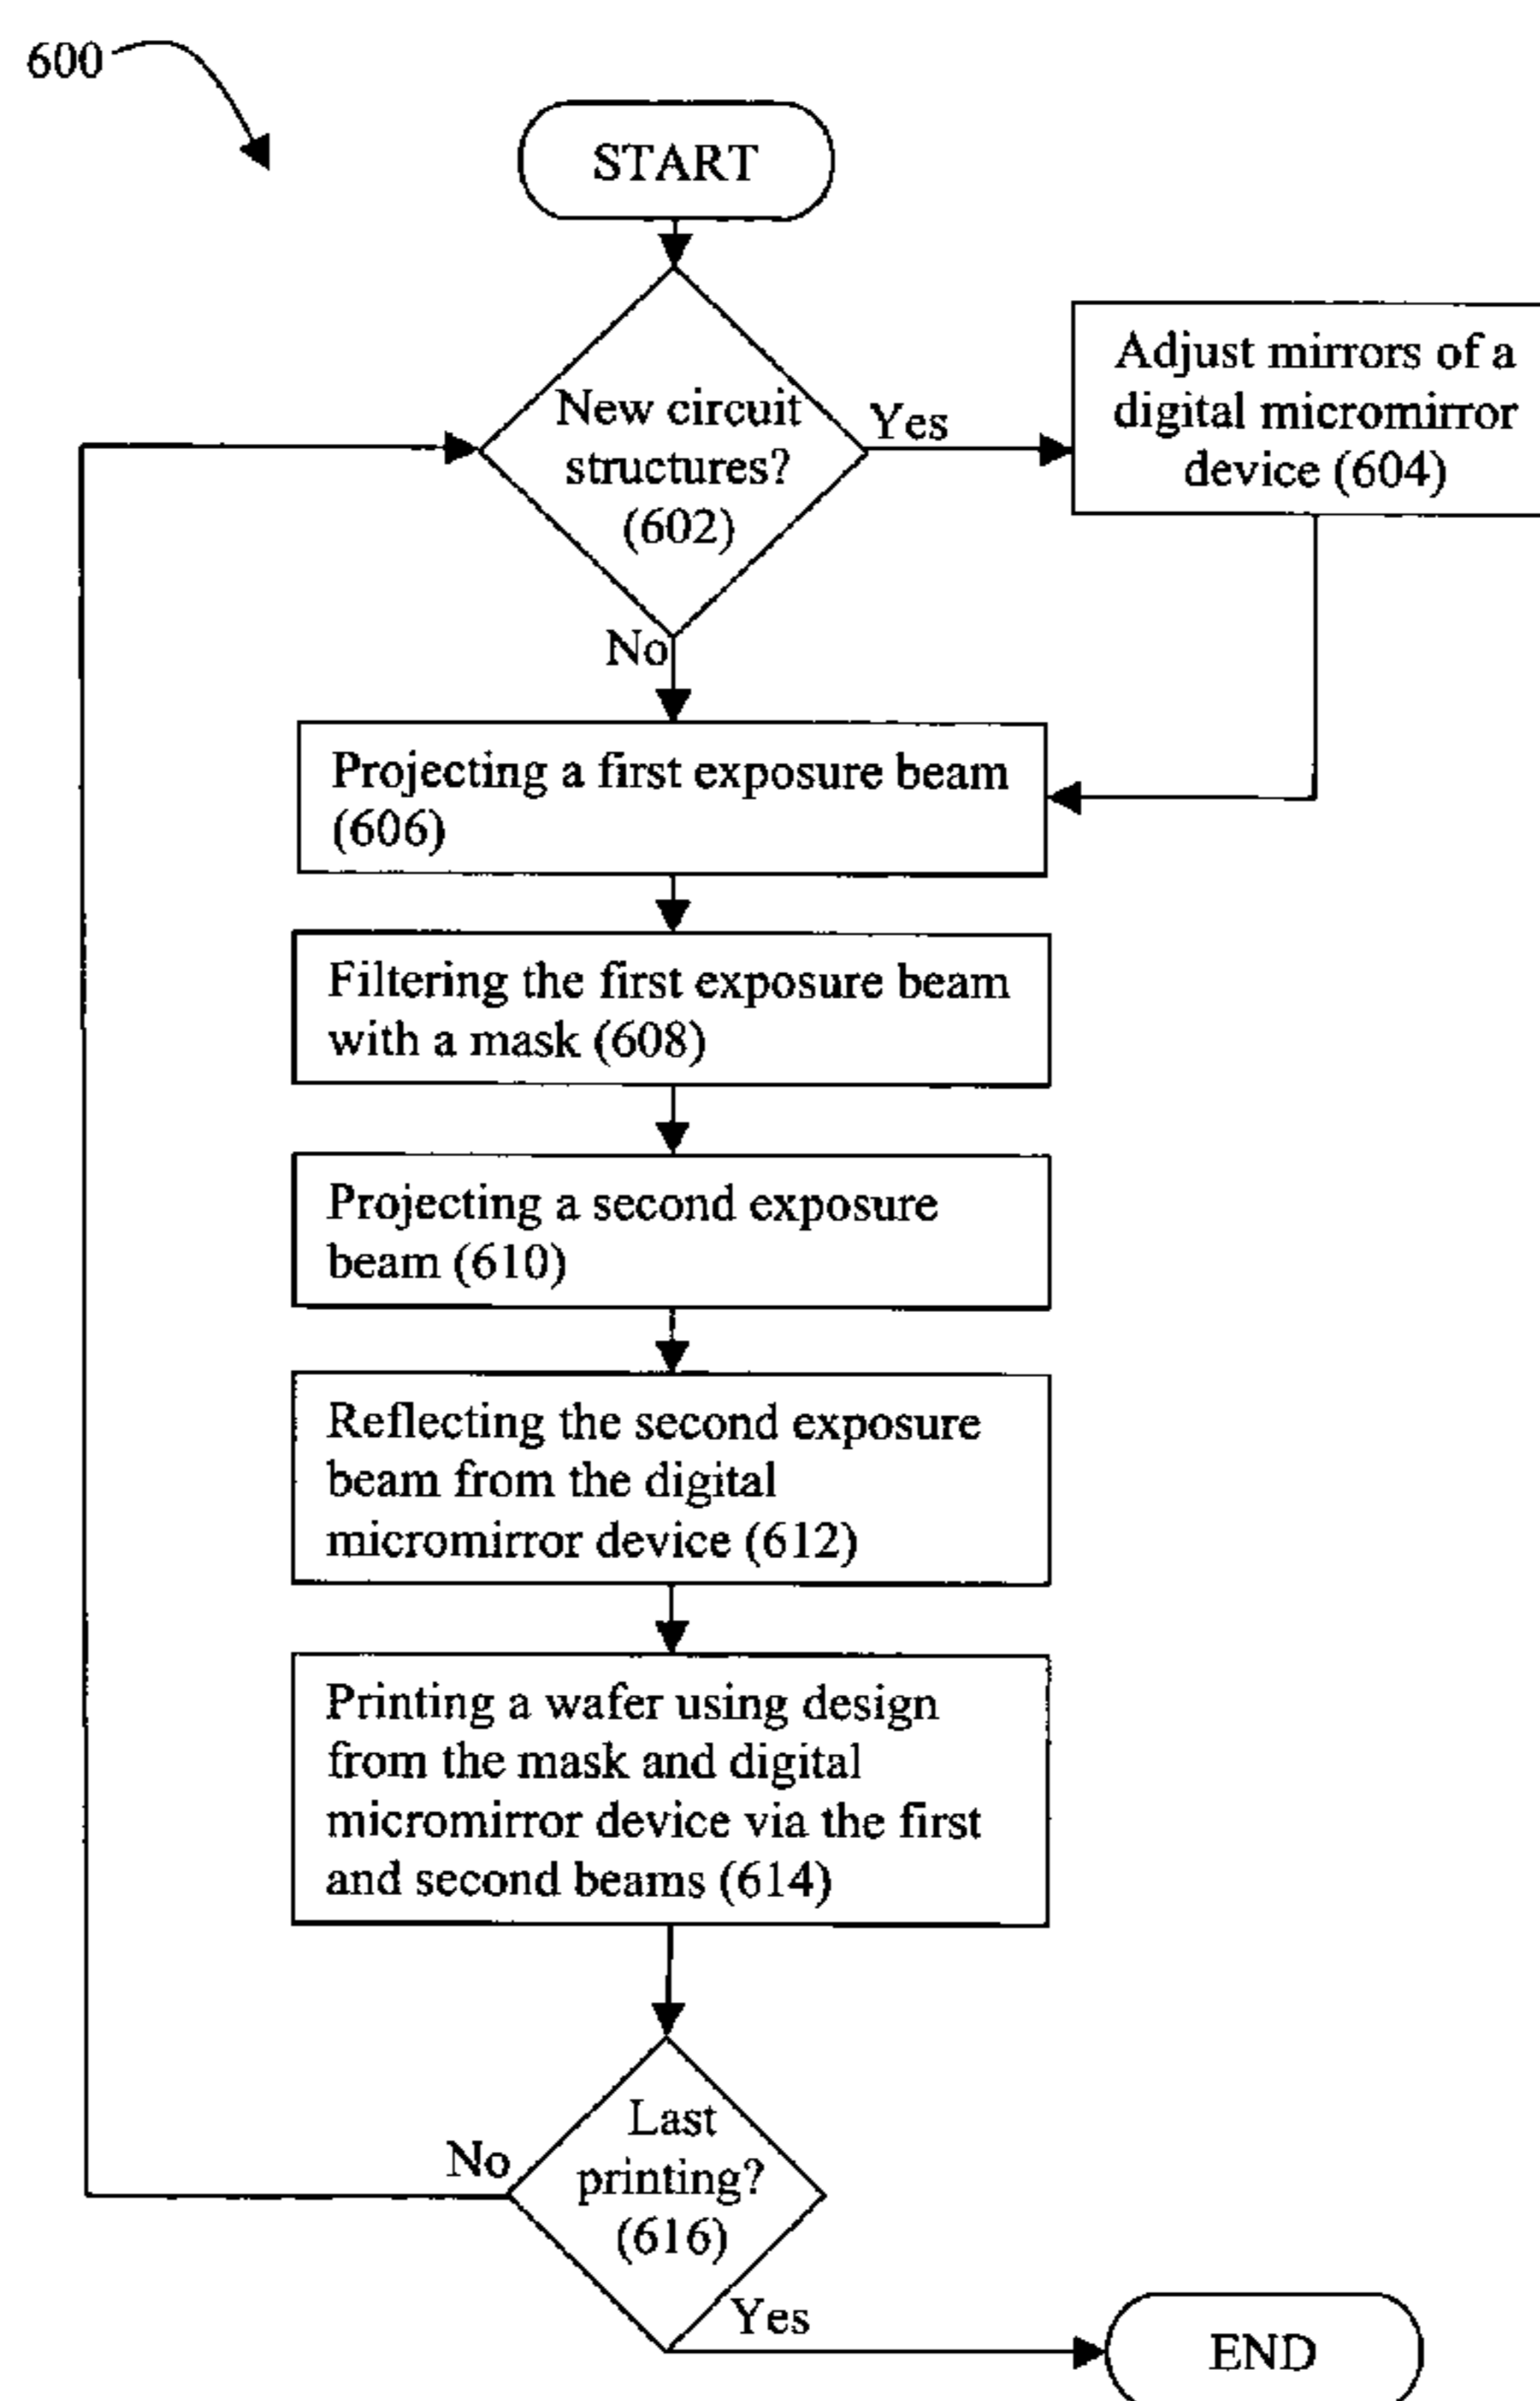 600
START
New circuit
structures?
(602)
Yes
Adjust mirrors of a
digital micromirror
device (604)
No
Projecting a first exposure beam
(606)
Filtering the first exposure beam
with a mask (608)
Projecting a second exposure
beam (610)
Reflecting the second exposure
beam from the digital
micromirror device (612)
Printing a wafer using design
from the mask and digital
micromirror device via the first
and second beams (614)
Last
printing?
(616)
No
Yes
END